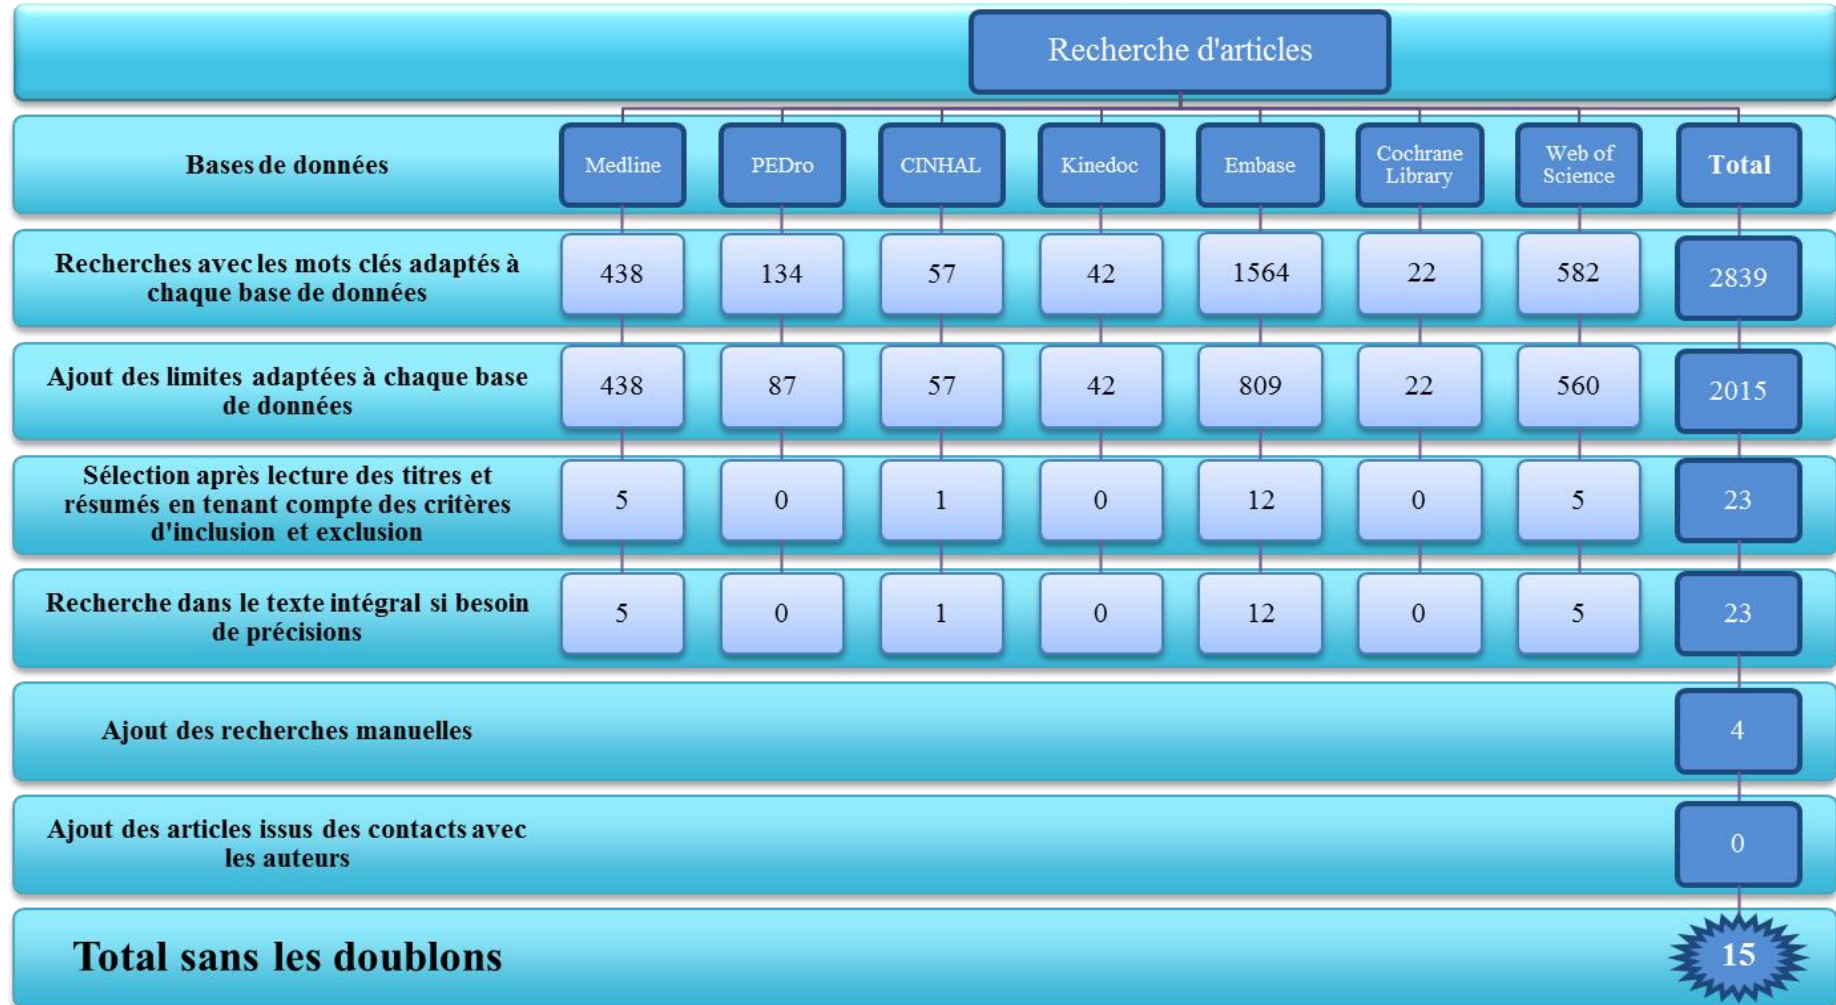 Recherche d'articles
Bases de données
Medline
PEDro
CINHAL
Kinedoc
Embase
Cochrane
Library
Web of
Science
Total
Recherches avec les mots clés adaptés à
chaque base de données
438
134
57
42
1564
22
582
2839
Ajout des limites adaptées à chaque base
de données
438
87
57
42
809
22
560
2015
Sélection après lecture des titres et
résumés en tenant compte des critères
d'inclusion et exclusion
5
0
1
0
12
0
5
23
Recherche dans le texte intégral si besoin
de précisions
5
0
1
0
12
0
5
23
Ajout des recherches manuelles
4
Ajout des articles issus des contacts avec
les auteurs
0
Total sans les doublons
15